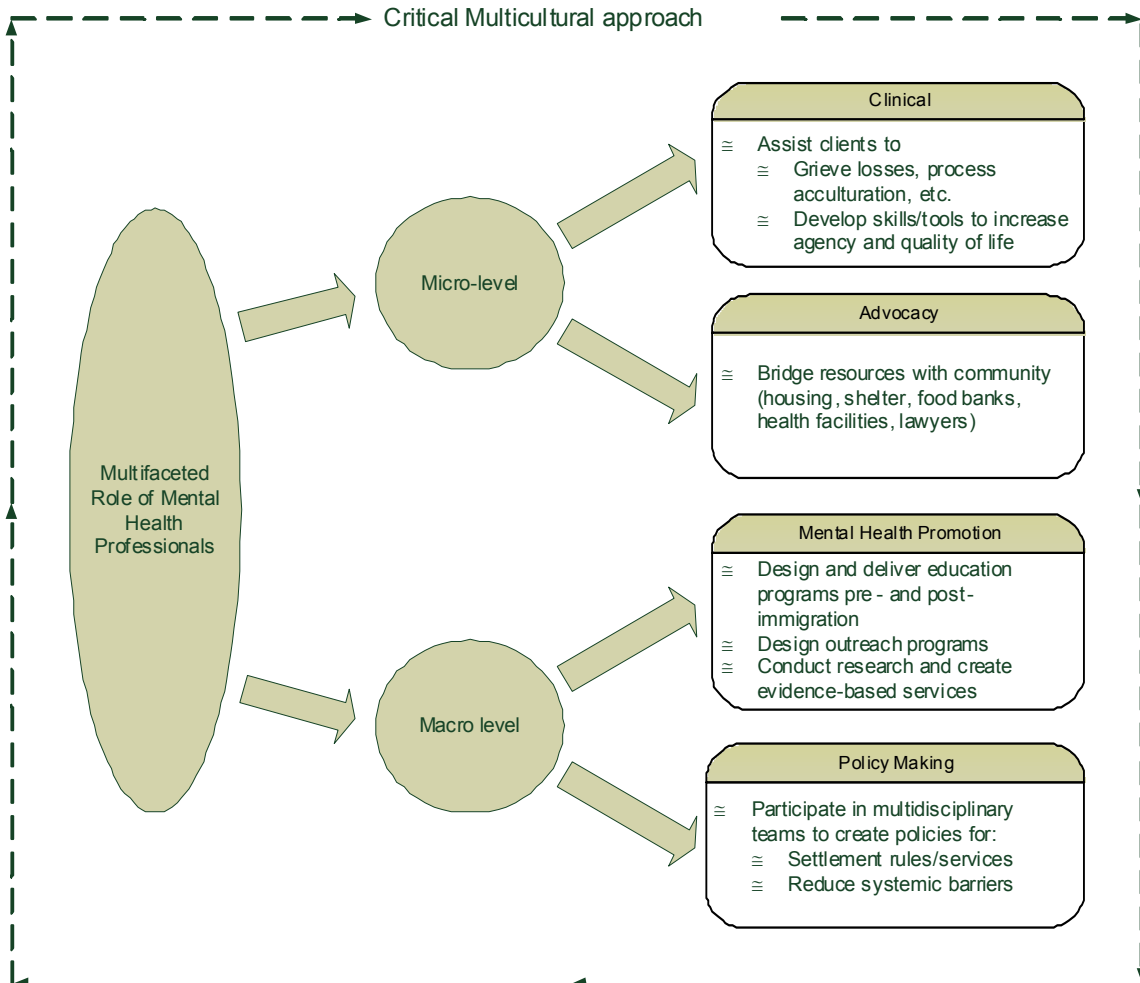 Critical Multicultural approach
Multifaceted
Role of Mental
Health
Professionals
Micro-level
Clinical
≅ Assist clients to
≅ Grieve losses, process
acculturation, etc.
≅ Develop skills/tools to increase
agency and quality of life
Advocacy
≅ Bridge resources with community
(housing, shelter, food banks,
health facilities, lawyers)
Macro level
Mental Health Promotion
≅ Design and deliver education
programs pre- and post-
immigration
≅ Design outreach programs
≅ Conduct research and create
evidence-based services
Policy Making
≅ Participate in multidisciplinary
teams to create policies for:
≅ Settlement rules/services
≅ Reduce systemic barriers